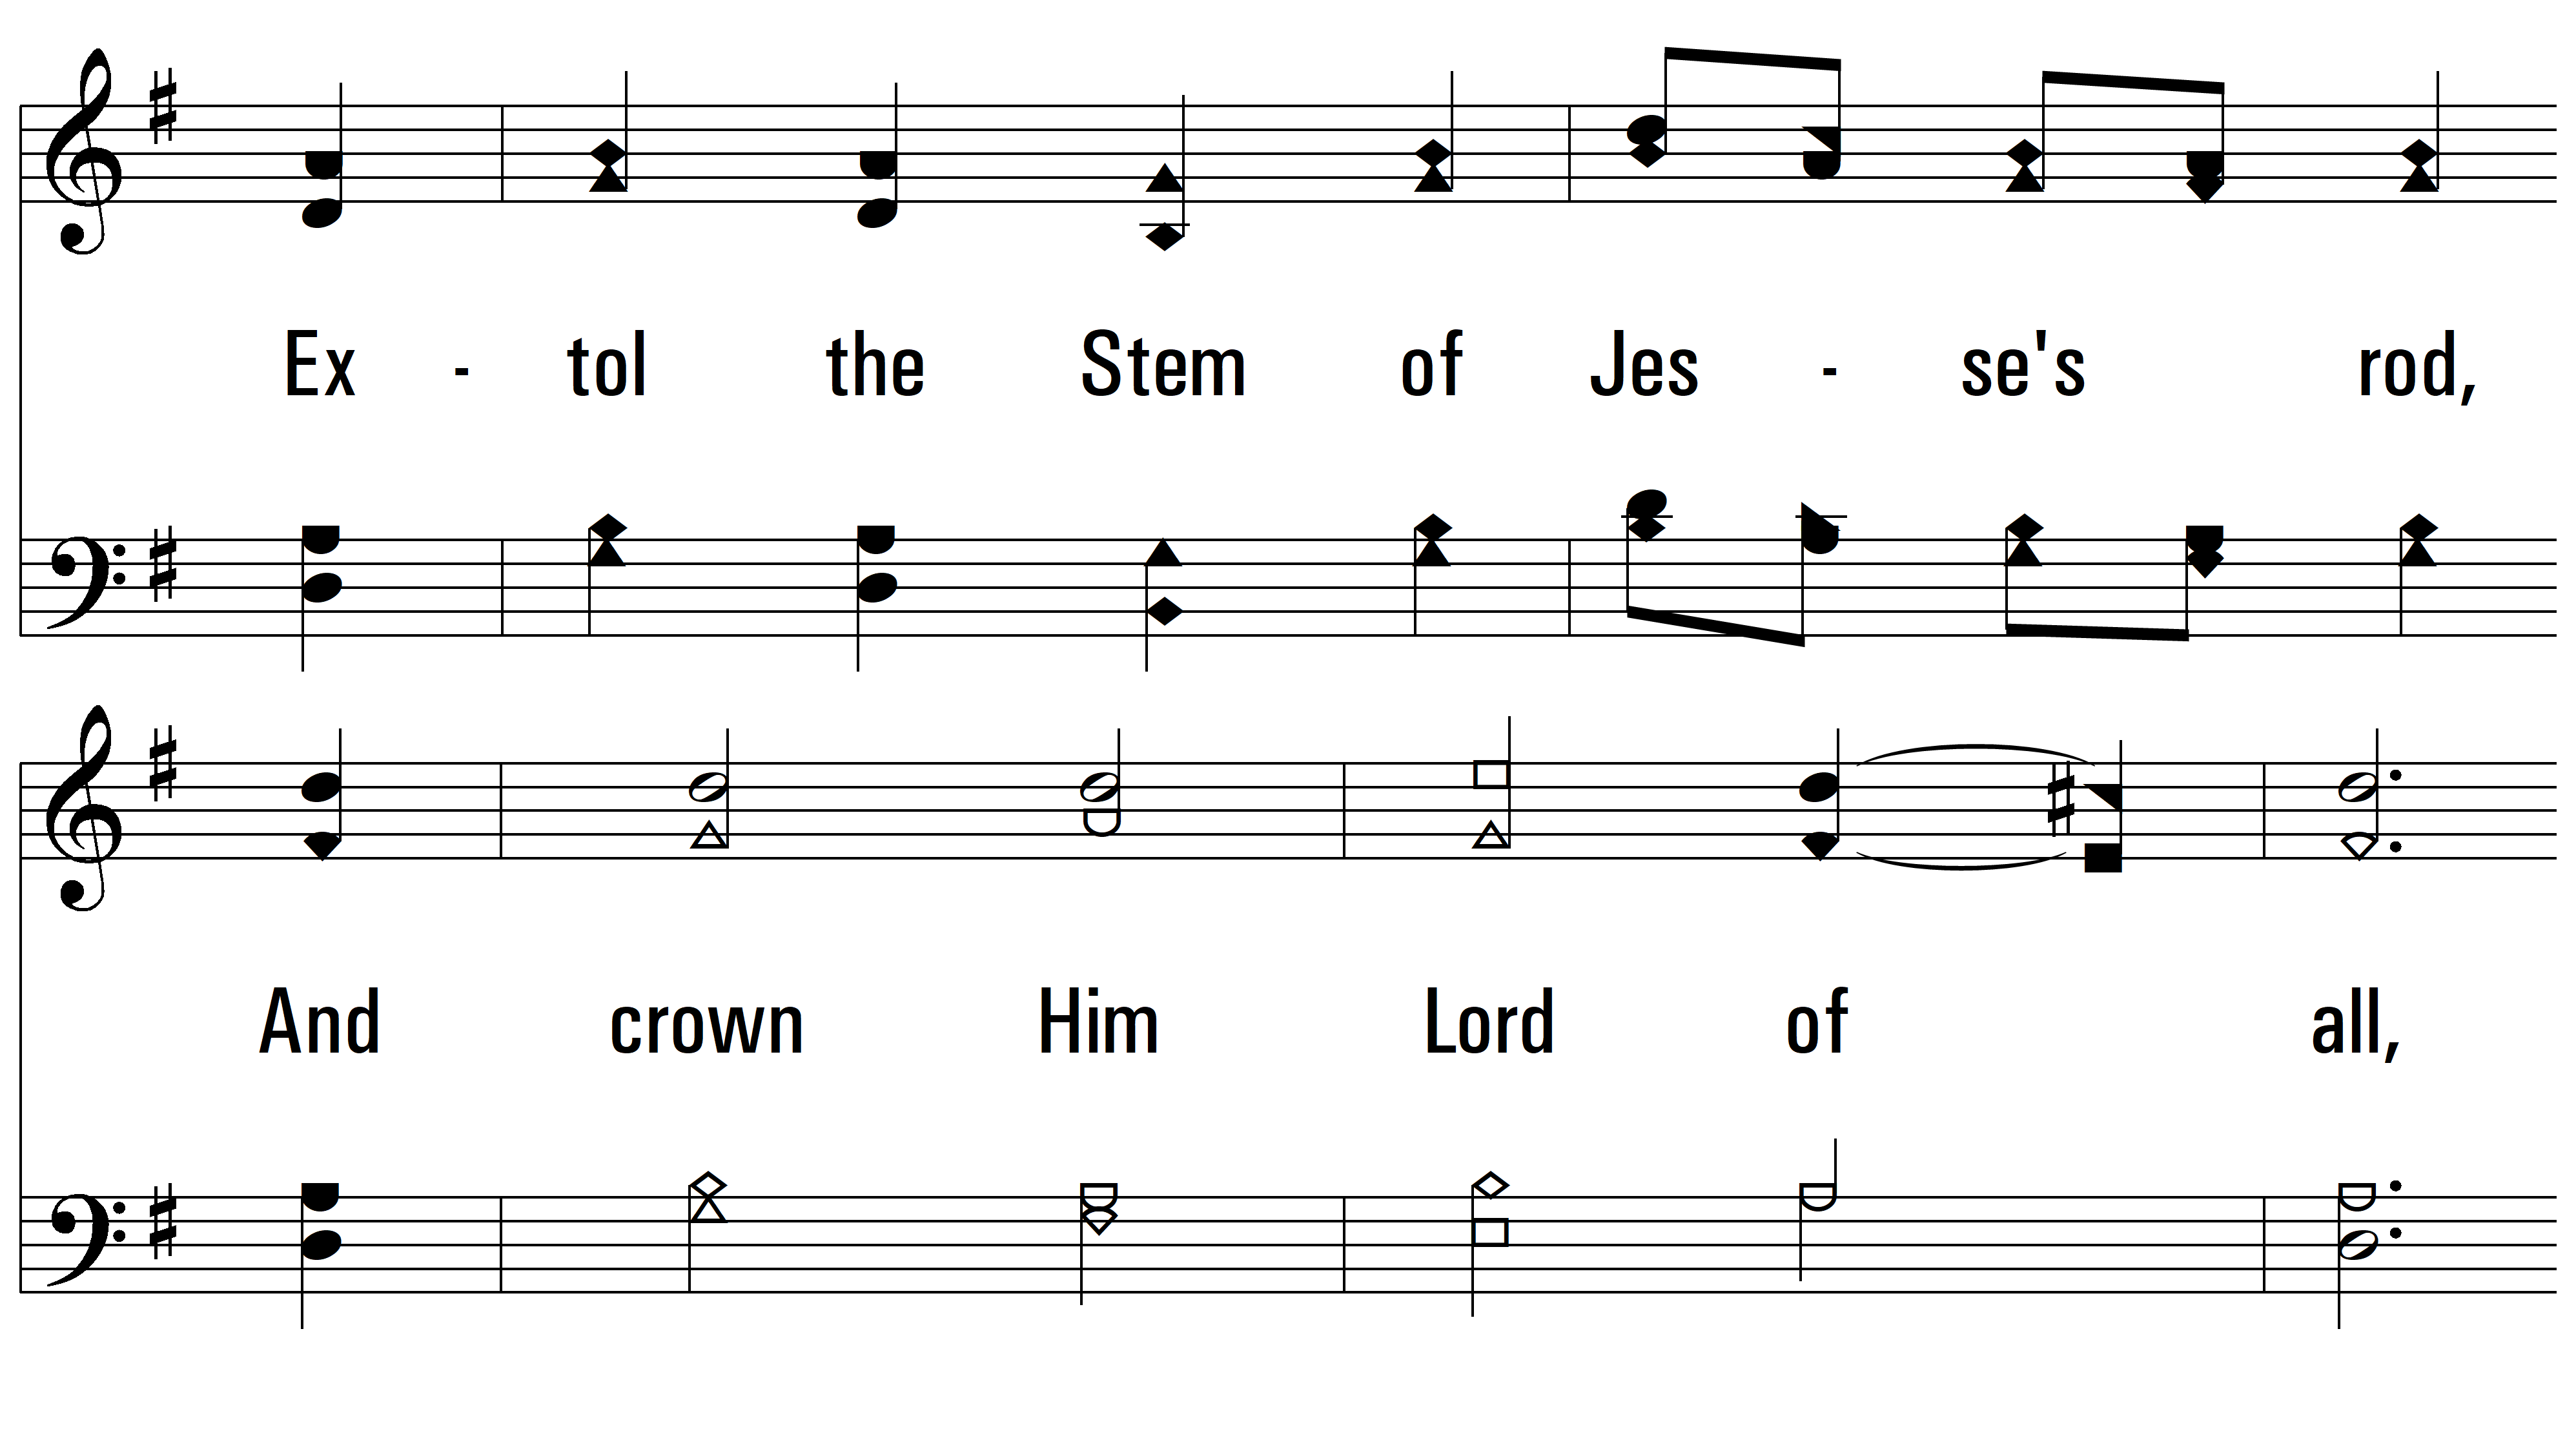 Ex - tol the Stem of Jes - se's rod,
And crown Him Lord of all,